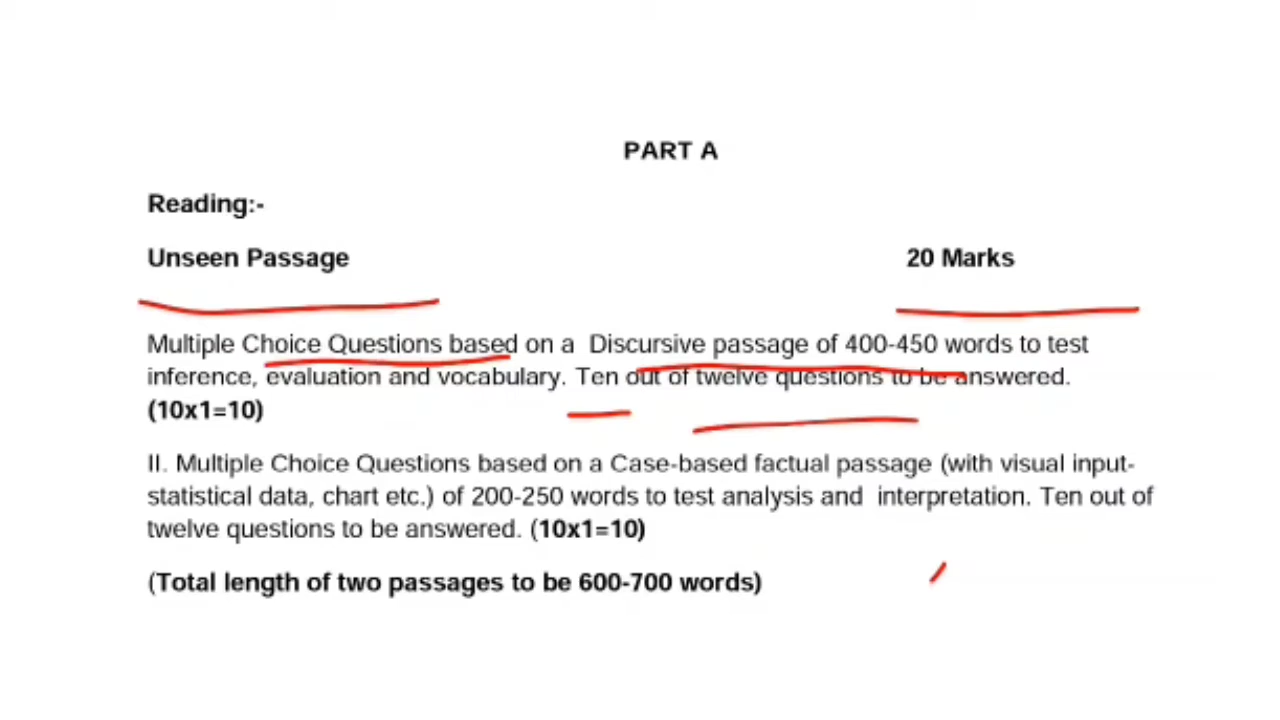 PART A
Reading:-
Unseen Passage 20 Marks
Multiple Choice Questions based on a Discursive passage of 400-450 words to test
inference, evaluation and vocabulary. Ten out of twelve questions to be answered.
(10x1=10)
II. Multiple Choice Questions based on a Case-based factual passage (with visual input-
statistical data, chart etc.) of 200-250 words to test analysis and interpretation. Ten out of
twelve questions to be answered. (10x1=10)
(Total length of two passages to be 600-700 words)